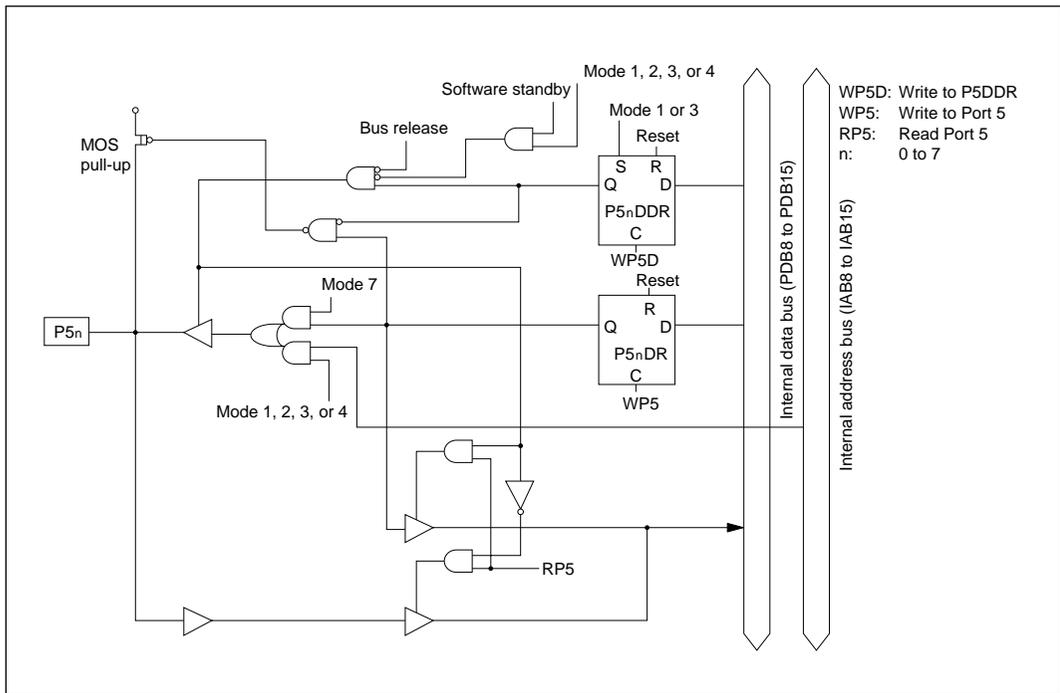 Mode 1, 2, 3, or 4
Software standby
Mode 1 or 3
Bus release
Reset
MOS
pull-up
S R
Q D
P5nDDR
C
WP5D
Reset
Mode 7
R
Q D
P5n
P5nDR
C
WP5
Mode 1, 2, 3, or 4
RP5
Internal data bus (PDB8 to PDB15)
Internal address bus (IAB8 to IAB15)
WP5D: Write to P5DDR
WP5: Write to Port 5
RP5: Read Port 5
n: 0 to 7